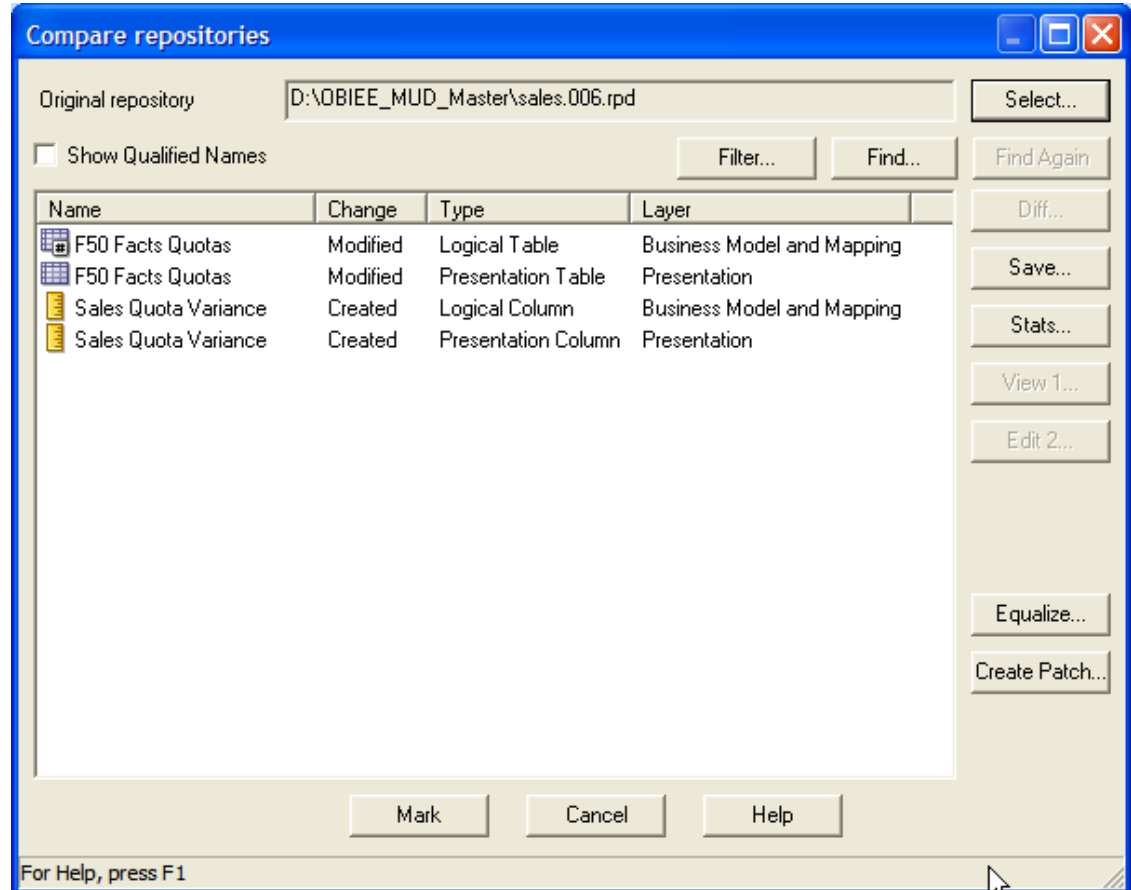 Compare repositories
Original repository D:\OBIEE_MUD_Master\sales.006.rpd Select...
Show Qualified Names Filter... Find... Find Again
Name Change Type Layer Diff...
F50 Facts Quotas Modified Logical Table Business Model and Mapping
F50 Facts Quotas Modified Presentation Table Presentation Save...
Sales Quota Variance Created Logical Column Business Model and Mapping
Sales Quota Variance Created Presentation Column Presentation Stats...
View 1...
Edit 2...
Equalize...
Create Patch...
Mark Cancel Help
For Help, press F1